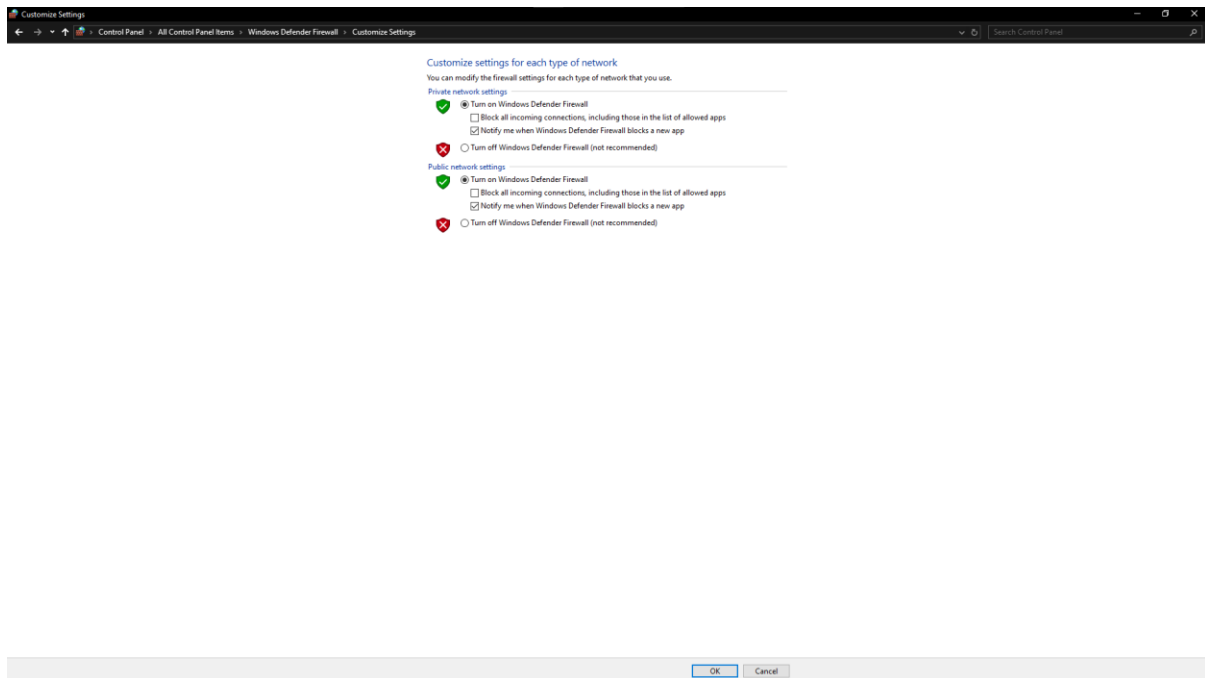 Customize Settings
Control Panel > All Control Panel Items > Windows Defender Firewall > Customize Settings
Search Control Panel
Customize settings for each type of network
You can modify the firewall settings for each type of network that you use.
Private network settings
Turn on Windows Defender Firewall
Block all incoming connections, including those in the list of allowed apps
Notify me when Windows Defender Firewall blocks a new app
Turn off Windows Defender Firewall (not recommended)
Public network settings
Turn on Windows Defender Firewall
Block all incoming connections, including those in the list of allowed apps
Notify me when Windows Defender Firewall blocks a new app
Turn off Windows Defender Firewall (not recommended)
OK Cancel